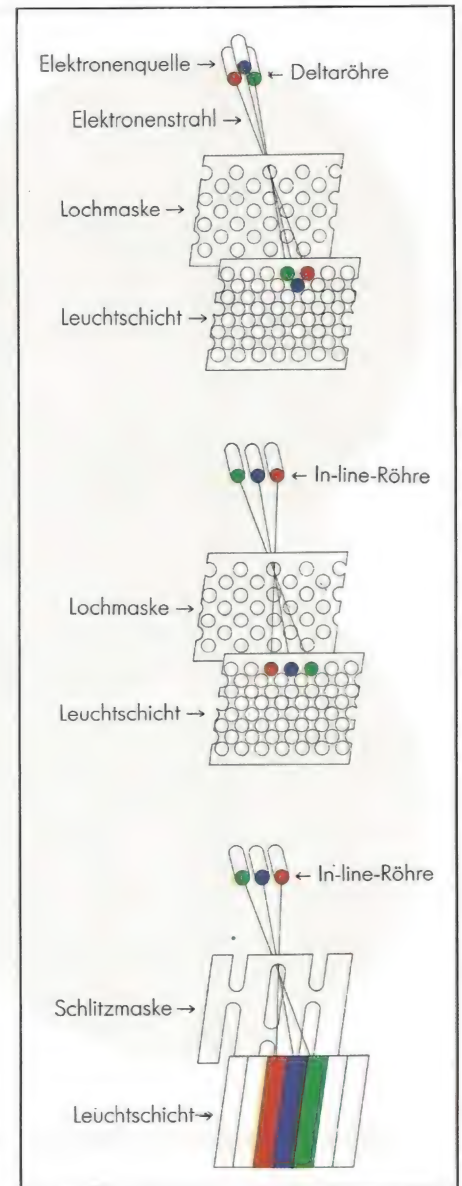 Elektronenquelle →
← Deltaröhre
Elektronenstrahl →
Lochmaske →
Leuchtschicht →
← In-line-Röhre
Lochmaske →
Leuchtschicht →
← In-line-Röhre
Schlitzmaske →
Leuchtschicht →